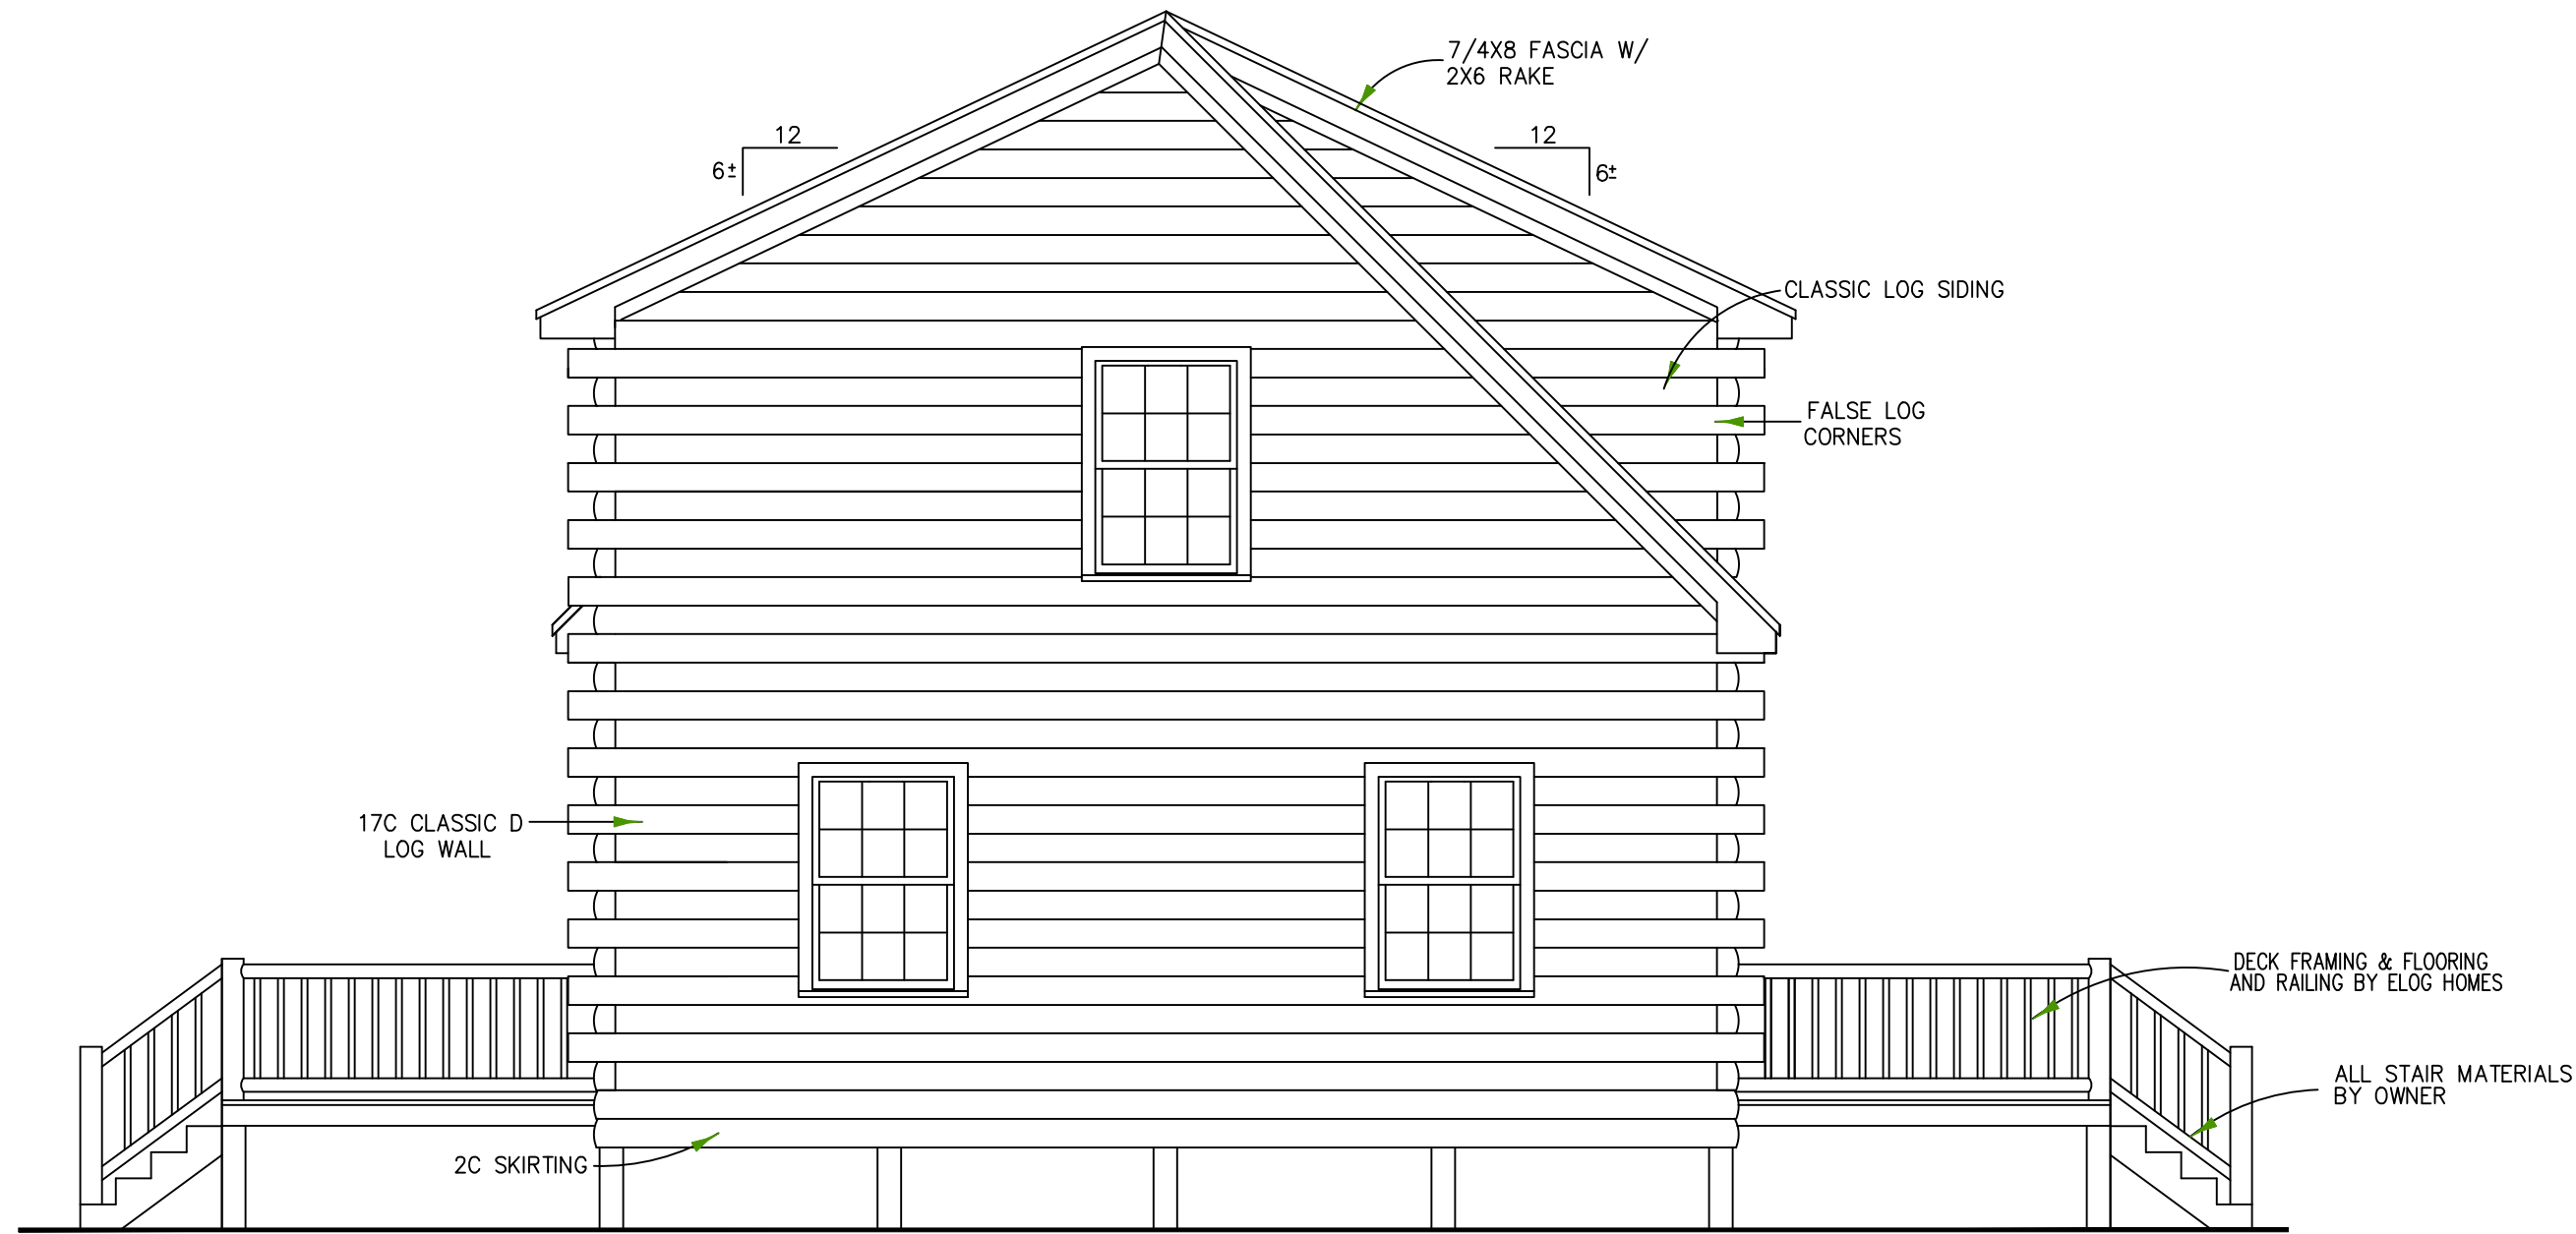 7/4X8 FASCIA W/
2X6 RAKE
12
6±
12
6±
CLASSIC LOG SIDING
FALSE LOG
CORNERS
17C CLASSIC D
LOG WALL
DECK FRAMING & FLOORING
AND RAILING BY ELOG HOMES
ALL STAIR MATERIALS
BY OWNER
2C SKIRTING